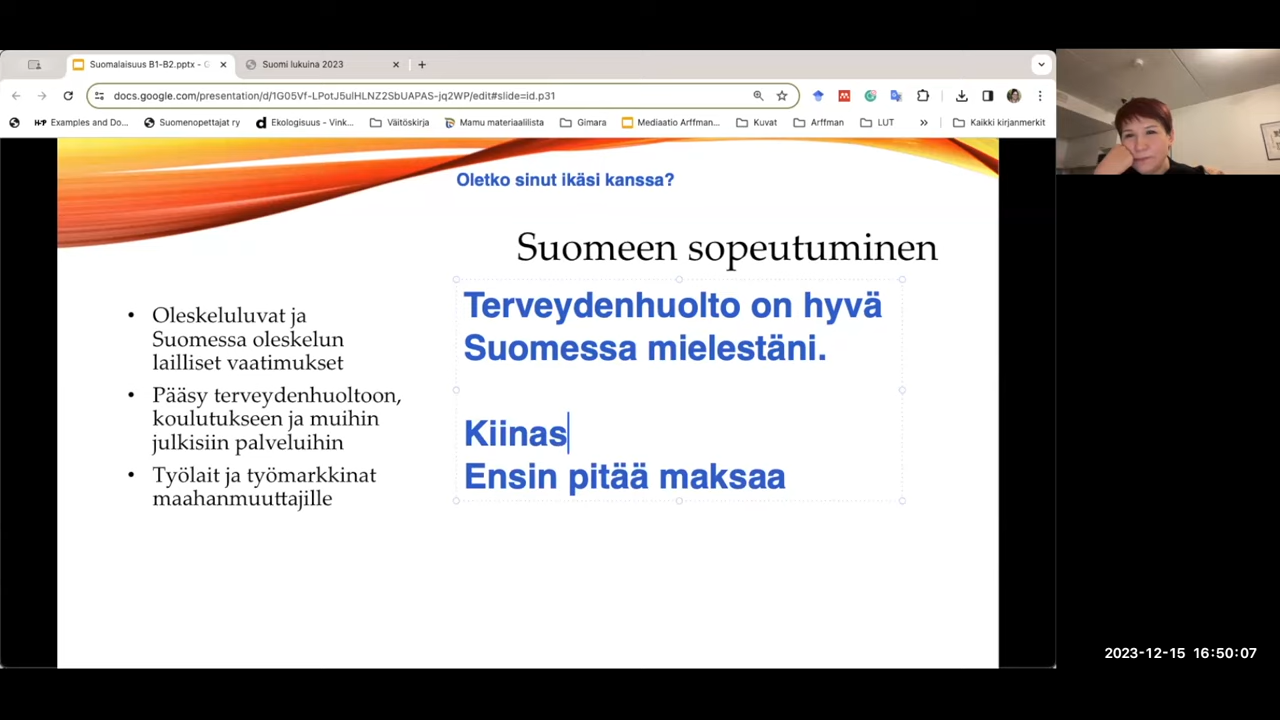 Suomalaisuus B1-B2.pptx - G
Suomi lukuina 2023
docs.google.com/presentation/d/1G05Vf-LPotJ5ulHLNZ2SbUAPAS-jq2WP/edit#slide=id.p31
Examples and Do...
Suomenopettajat ry
Ekologisuus - Vink...
Väitöskirja
Mamu materiaalilista
Gimara
Mediaatio Arffman...
Kuvat
Arffman
LUT
»
Kaikki kirjanmerkit
Oletko sinut ikäsi kanssa?
Suomeen sopeutuminen
• Oleskeluluvat ja
Suomessa oleskelun
lailliset vaatimukset
• Pääsy terveydenhuoltoon,
koulutukseen ja muihin
julkisiin palveluihin
• Työlait ja työmarkkinat
maahanmuuttajille
Terveydenhuolto on hyvä
Suomessa mielestäni.
Kiinas
Ensin pitää maksaa
2023-12-15 16:50:07